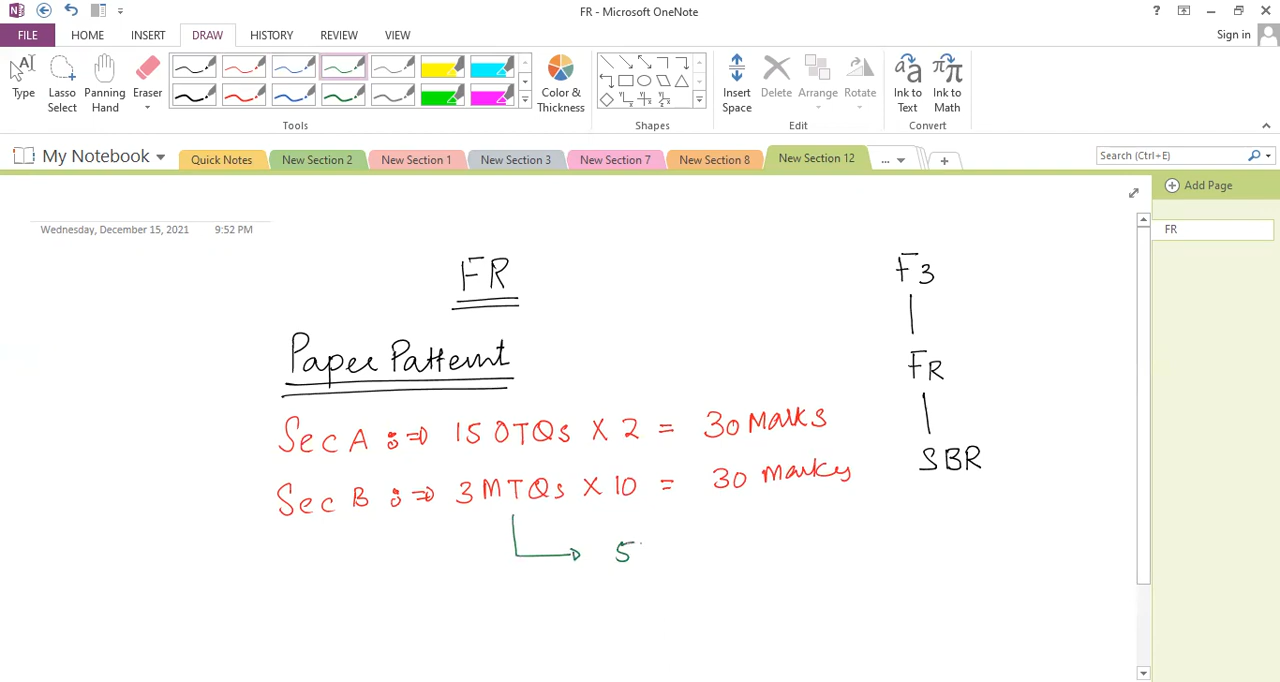 FR - Microsoft OneNote
FILE HOME INSERT DRAW HISTORY REVIEW VIEW Sign in
Type Lasso Select Panning Hand Eraser Color & Thickness Insert Space Delete Arrange Rotate Ink to Text Ink to Math
Tools Shapes Edit Convert
My Notebook Quick Notes New Section 2 New Section 1 New Section 3 New Section 7 New Section 8 New Section 12 ... Search (Ctrl+E)
Add Page
Wednesday, December 15, 2021 9:52 PM
FR
FR
F3
Paper Pattern
FR
Sec A :⇒ 15 OTQs X 2 = 30 Marks
SBR
Sec B :⇒ 3 MTQs X 10 = 30 Marks
5